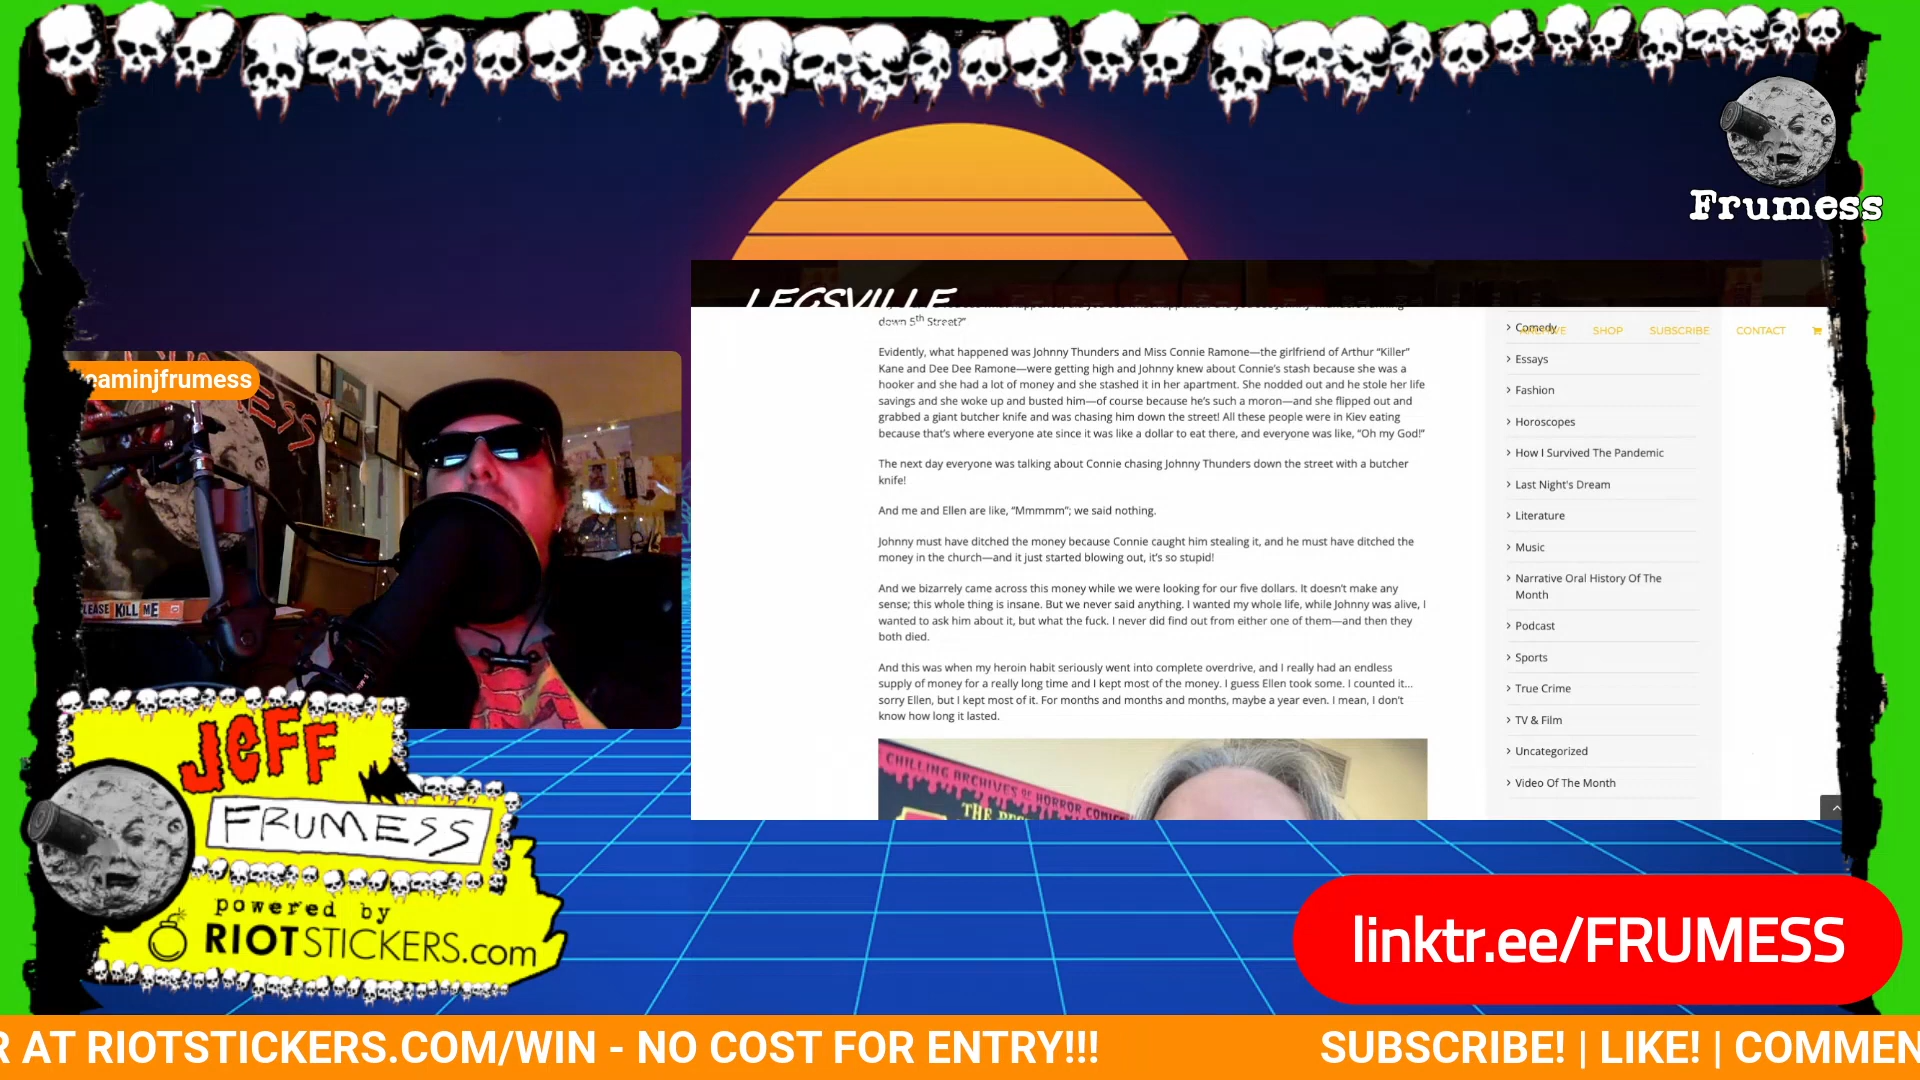 Frumess
LEGSVILLE
down 5th Street?”
Evidently, what happened was Johnny Thunders and Miss Connie Ramone—the girlfriend of Arthur “Killer”
Kane and Dee Dee Ramone—were getting high and Johnny knew about Connie’s stash because she was a
hooker and she had a lot of money and she stashed it in her apartment. She nodded out and he stole her life
savings and she woke up and busted him—of course because he’s such a moron—and she flipped out and
grabbed a giant butcher knife and was chasing him down the street! All these people were in Kiev eating
because that’s where everyone ate since it was like a dollar to eat there, and everyone was like, “Oh my God!”
The next day everyone was talking about Connie chasing Johnny Thunders down the street with a butcher
knife!
And me and Ellen are like, “Mmmmm”; we said nothing.
Johnny must have ditched the money because Connie caught him stealing it, and he must have ditched the
money in the church—and it just started blowing out, it’s so stupid!
And we bizarrely came across this money while we were looking for our five dollars. It doesn’t make any
sense; this whole thing is insane. But we never said anything. I wanted my whole life, while Johnny was alive, I
wanted to ask him about it, but what the fuck. I never did find out from either one of them—and then they
both died.
And this was when my heroin habit seriously went into complete overdrive, and I really had an endless
supply of money for a really long time and I kept most of the money. I guess Ellen took some. I counted it…
sorry Ellen, but I kept most of it. For months and months and months, maybe a year even. I mean, I don’t
know how long it lasted.
CHILLING ARCHIVES OF HORROR COMICS
THE
SHOP
SUBSCRIBE
CONTACT
Comedy
Essays
Fashion
Horoscopes
How I Survived The Pandemic
Last Night's Dream
Literature
Music
Narrative Oral History Of The
Month
Podcast
Sports
True Crime
TV & Film
Uncategorized
Video Of The Month
eaminjfrumess
LEASE KILL ME
JEFF
FRUMESS
powered by
RIOTSTICKERS.com
linktr.ee/FRUMESS
R AT RIOTSTICKERS.COM/WIN - NO COST FOR ENTRY!!!
SUBSCRIBE! | LIKE! | COMMEN